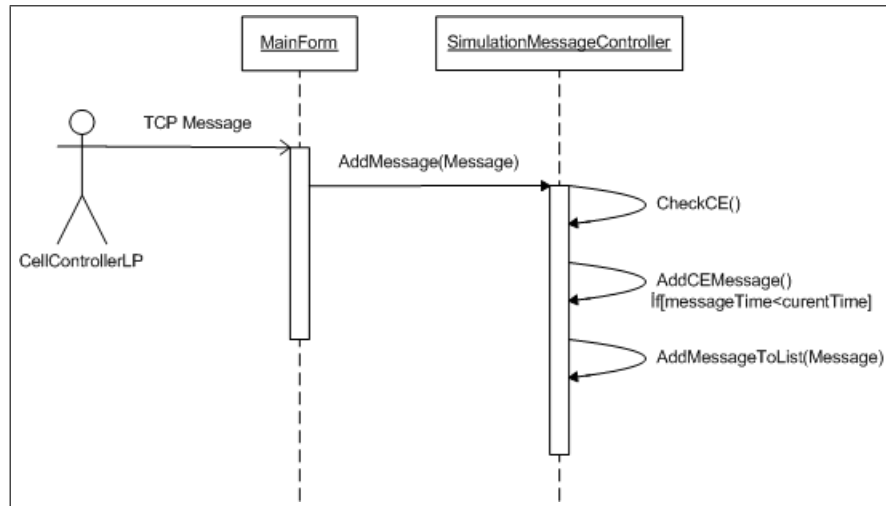 MainForm
SimulationMessageController
TCP Message
AddMessage(Message)
CheckCE()
CellControllerLP
AddCEMessage()
İf[messageTime<curentTime]
AddMessageToList(Message)